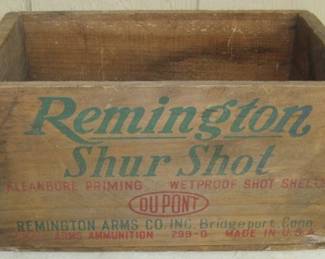 Remington
Shur Shot
KLEANBORE PRIMING WETPROOF SHOT SHELLS
DU PONT
REMINGTON ARMS CO. INC. Bridgeport, Conn.
ARMS AMMUNITION 299-G MADE IN U.S.A.